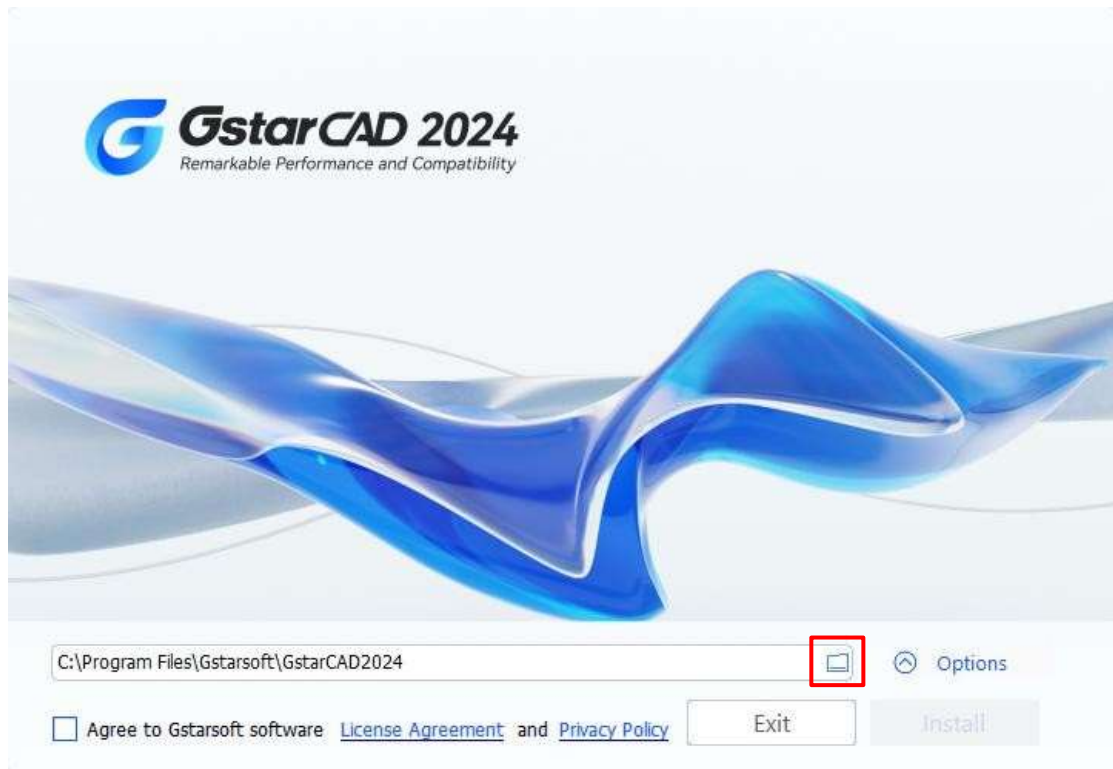 GstarCAD 2024
Remarkable Performance and Compatibility
C:\Program Files\Gstarsoft\GstarCAD2024
Options
Agree to Gstarsoft software License Agreement and Privacy Policy
Exit
Install